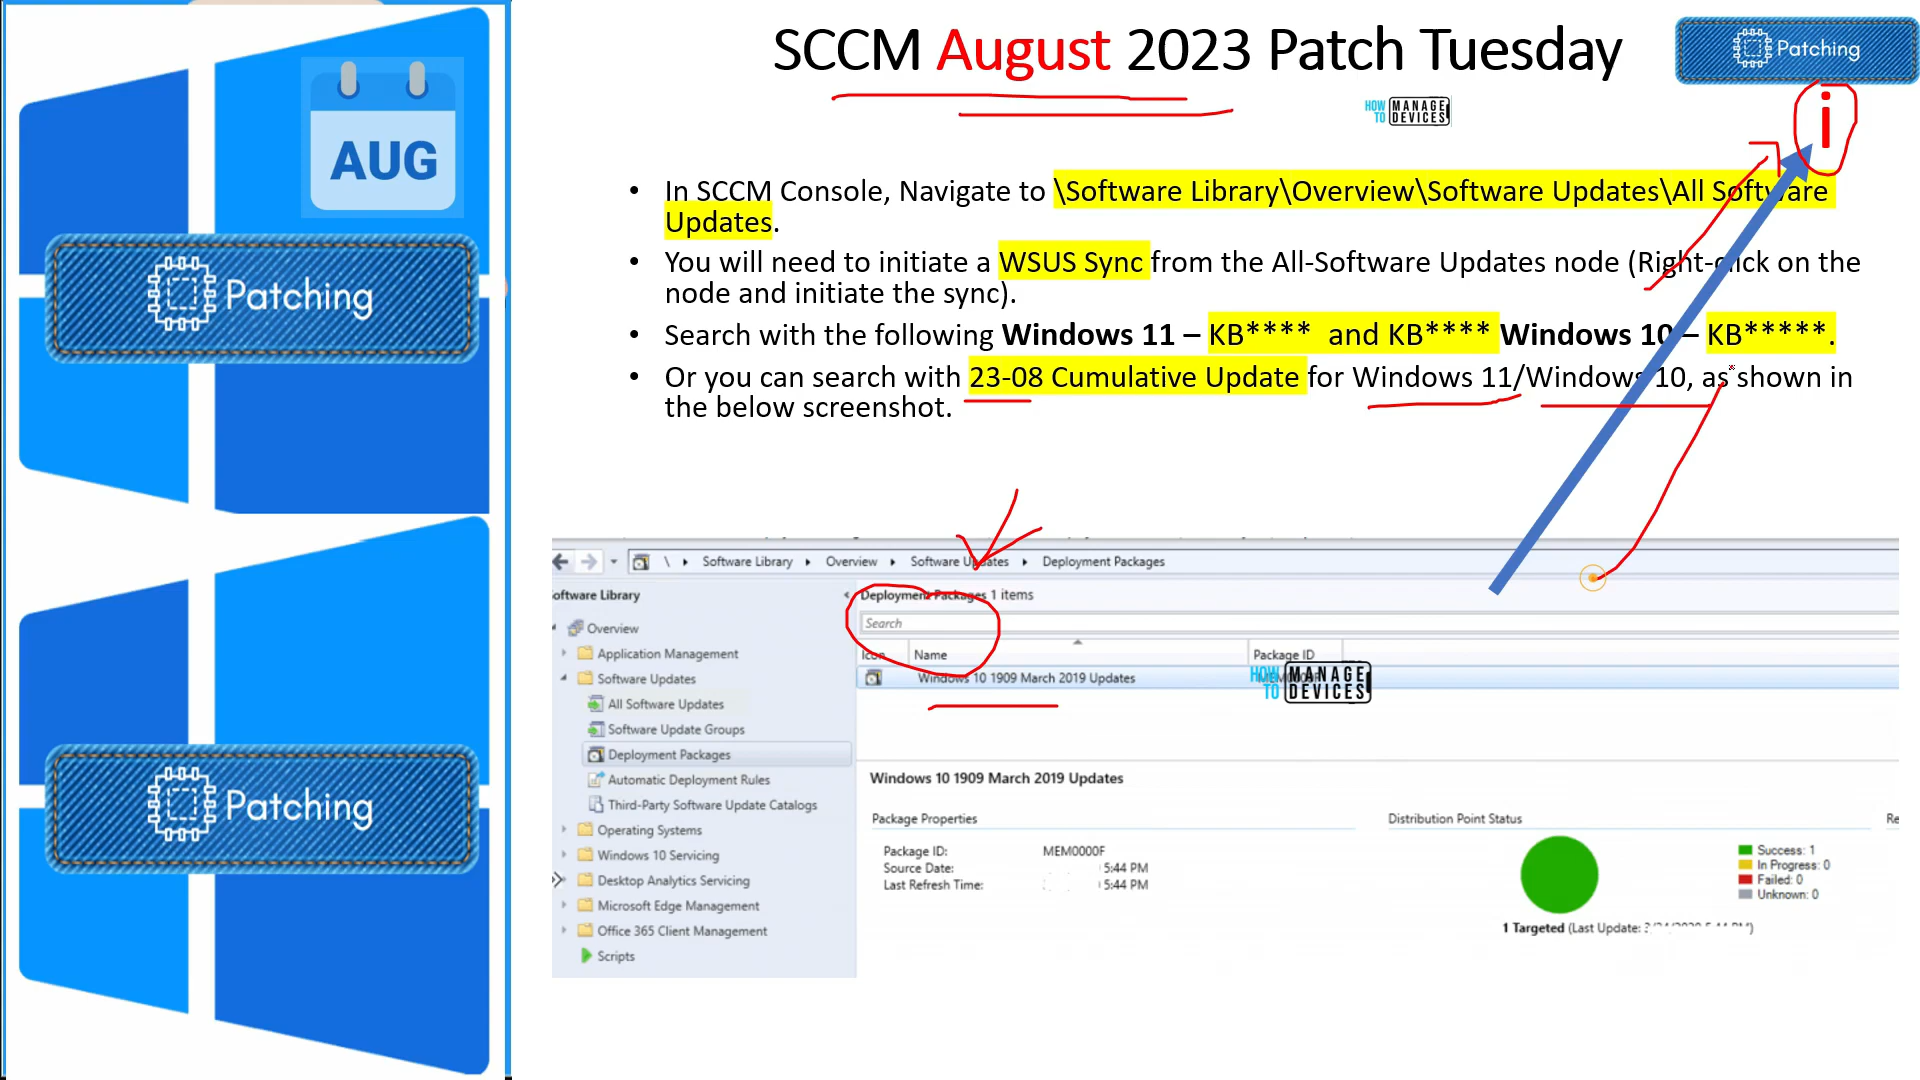 SCCM August 2023 Patch Tuesday
Patching
HOW TO MANAGE DEVICES
i
AUG
Patching
Patching
• In SCCM Console, Navigate to \Software Library\Overview\Software Updates\All Software
Updates.
• You will need to initiate a WSUS Sync from the All-Software Updates node (Right-click on the
node and initiate the sync).
• Search with the following Windows 11 – KB**** and KB**** Windows 10 – KB*****.
• Or you can search with 23-08 Cumulative Update for Windows 11/Windows 10, as shown in
the below screenshot.
\ Software Library Overview Software Updates Deployment Packages
oftware Library
Overview
Application Management
Software Updates
All Software Updates
Software Update Groups
Deployment Packages
Automatic Deployment Rules
Third-Party Software Update Catalogs
Operating Systems
Windows 10 Servicing
Desktop Analytics Servicing
Microsoft Edge Management
Office 365 Client Management
Scripts
Deployment Packages 1 items
Search
Icon Name Package ID
Windows 10 1909 March 2019 Updates
HOW TO MANAGE DEVICES
Windows 10 1909 March 2019 Updates
Package Properties
Package ID: MEM0000F
Source Date: 5:44 PM
Last Refresh Time: 5:44 PM
Distribution Point Status
Success: 1
In Progress: 0
Failed: 0
Unknown: 0
1 Targeted (Last Update:
Re